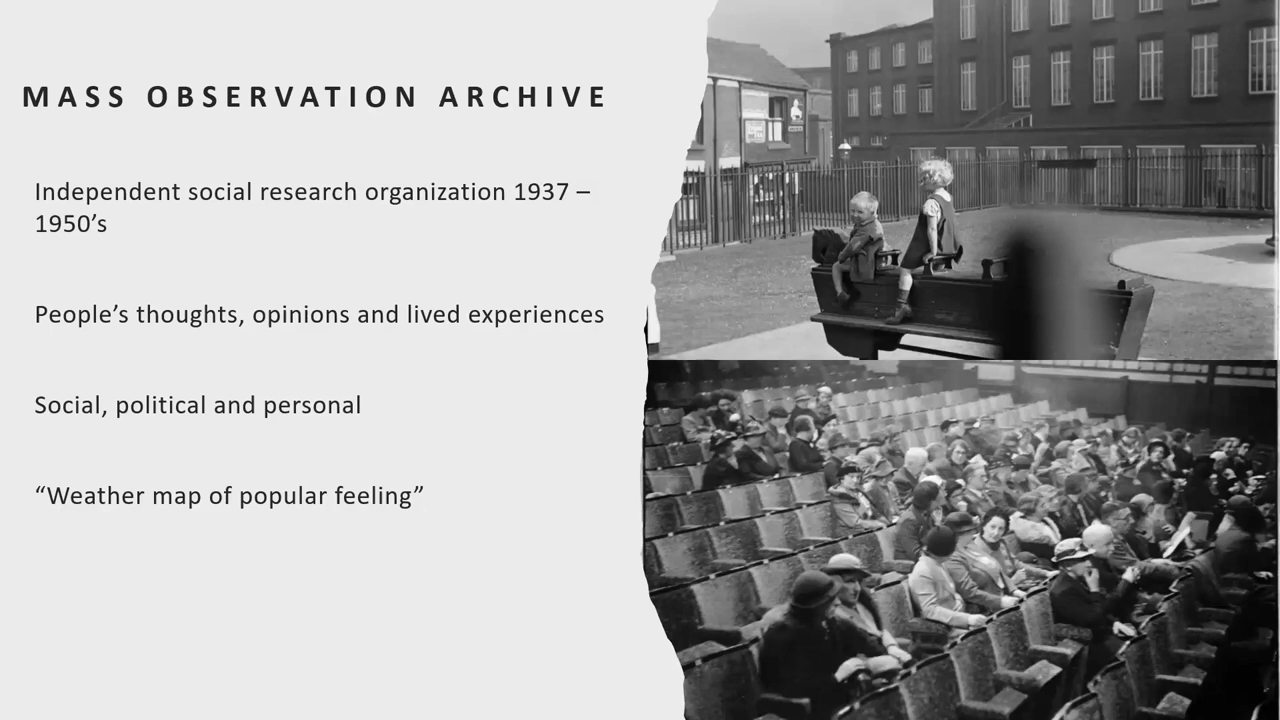 MASS OBSERVATION ARCHIVE
Independent social research organization 1937 –
1950’s
People’s thoughts, opinions and lived experiences
Social, political and personal
“Weather map of popular feeling”